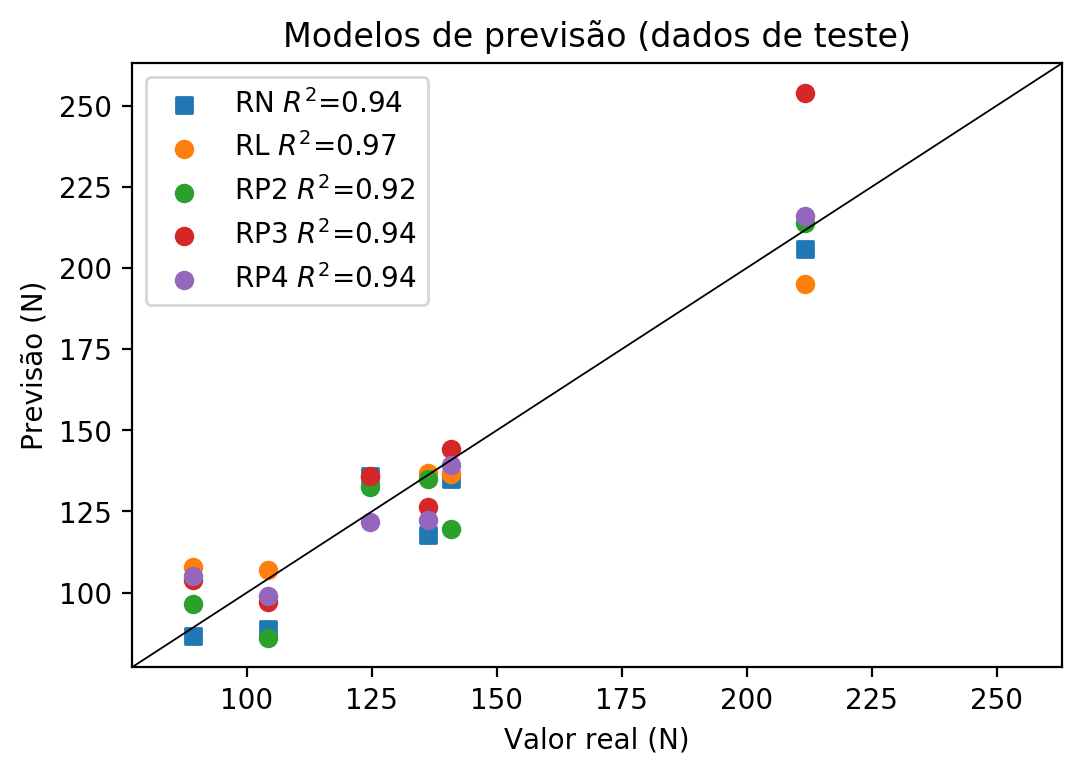 Modelos de previsão (dados de teste)
RN R²=0.94
RL R²=0.97
RP2 R²=0.92
RP3 R²=0.94
RP4 R²=0.94
Previsão (N)
250
225
200
175
150
125
100
100 125 150 175 200 225 250
Valor real (N)